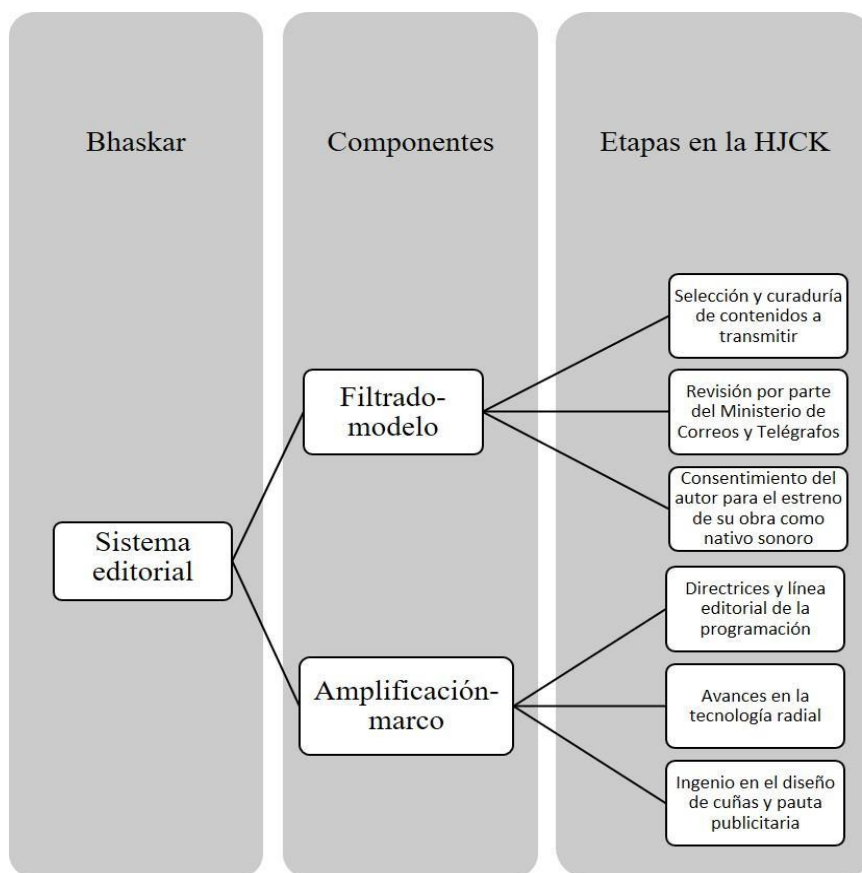 Bhaskar
Componentes
Etapas en la HJCK
Sistema
editorial
Filtrado-
modelo
Amplificación-
marco
Selección y curaduría
de contenidos a
transmitir
Revisión por parte
del Ministerio de
Correos y Telégrafos
Consentimiento del
autor para el estreno
de su obra como
nativo sonoro
Directrices y línea
editorial de la
programación
Avances en la
tecnología radial
Ingenio en el diseño
de cuñas y pauta
publicitaria